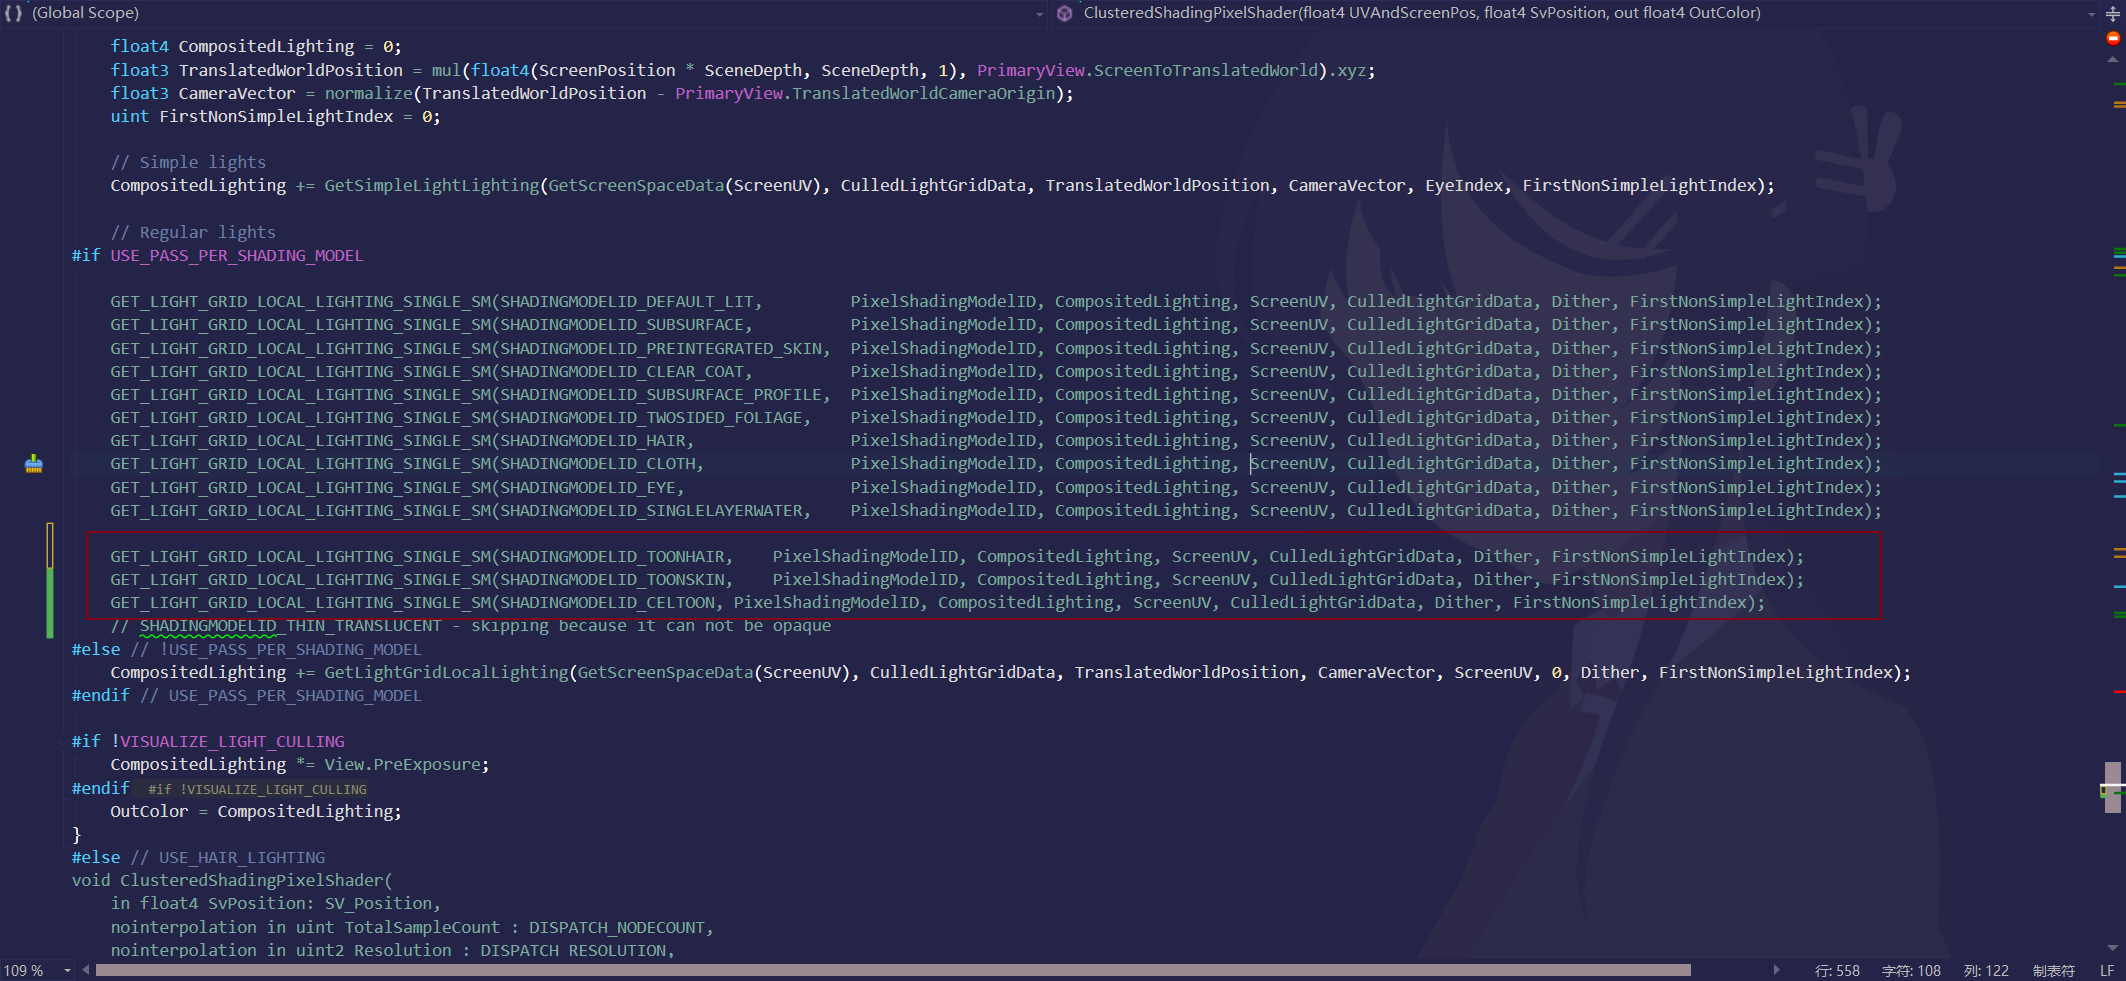 (Global Scope)
ClusteredShadingPixelShader(float4 UVAndScreenPos, float4 SvPosition, out float4 OutColor)
float4 CompositedLighting = 0;
float3 TranslatedWorldPosition = mul(float4(ScreenPosition * SceneDepth, SceneDepth, 1), PrimaryView.ScreenToTranslatedWorld).xyz;
float3 CameraVector = normalize(TranslatedWorldPosition - PrimaryView.TranslatedWorldCameraOrigin);
uint FirstNonSimpleLightIndex = 0;
// Simple lights
CompositedLighting += GetSimpleLightLighting(GetScreenSpaceData(ScreenUV), CulledLightGridData, TranslatedWorldPosition, CameraVector, EyeIndex, FirstNonSimpleLightIndex);
// Regular lights
#if USE_PASS_PER_SHADING_MODEL
GET_LIGHT_GRID_LOCAL_LIGHTING_SINGLE_SM(SHADINGMODELID_DEFAULT_LIT, PixelShadingModelID, CompositedLighting, ScreenUV, CulledLightGridData, Dither, FirstNonSimpleLightIndex);
GET_LIGHT_GRID_LOCAL_LIGHTING_SINGLE_SM(SHADINGMODELID_SUBSURFACE, PixelShadingModelID, CompositedLighting, ScreenUV, CulledLightGridData, Dither, FirstNonSimpleLightIndex);
GET_LIGHT_GRID_LOCAL_LIGHTING_SINGLE_SM(SHADINGMODELID_PREINTEGRATED_SKIN, PixelShadingModelID, CompositedLighting, ScreenUV, CulledLightGridData, Dither, FirstNonSimpleLightIndex);
GET_LIGHT_GRID_LOCAL_LIGHTING_SINGLE_SM(SHADINGMODELID_CLEAR_COAT, PixelShadingModelID, CompositedLighting, ScreenUV, CulledLightGridData, Dither, FirstNonSimpleLightIndex);
GET_LIGHT_GRID_LOCAL_LIGHTING_SINGLE_SM(SHADINGMODELID_SUBSURFACE_PROFILE, PixelShadingModelID, CompositedLighting, ScreenUV, CulledLightGridData, Dither, FirstNonSimpleLightIndex);
GET_LIGHT_GRID_LOCAL_LIGHTING_SINGLE_SM(SHADINGMODELID_TWOSIDED_FOLIAGE, PixelShadingModelID, CompositedLighting, ScreenUV, CulledLightGridData, Dither, FirstNonSimpleLightIndex);
GET_LIGHT_GRID_LOCAL_LIGHTING_SINGLE_SM(SHADINGMODELID_HAIR, PixelShadingModelID, CompositedLighting, ScreenUV, CulledLightGridData, Dither, FirstNonSimpleLightIndex);
GET_LIGHT_GRID_LOCAL_LIGHTING_SINGLE_SM(SHADINGMODELID_CLOTH, PixelShadingModelID, CompositedLighting, ScreenUV, CulledLightGridData, Dither, FirstNonSimpleLightIndex);
GET_LIGHT_GRID_LOCAL_LIGHTING_SINGLE_SM(SHADINGMODELID_EYE, PixelShadingModelID, CompositedLighting, ScreenUV, CulledLightGridData, Dither, FirstNonSimpleLightIndex);
GET_LIGHT_GRID_LOCAL_LIGHTING_SINGLE_SM(SHADINGMODELID_SINGLELAYERWATER, PixelShadingModelID, CompositedLighting, ScreenUV, CulledLightGridData, Dither, FirstNonSimpleLightIndex);
GET_LIGHT_GRID_LOCAL_LIGHTING_SINGLE_SM(SHADINGMODELID_TOONHAIR, PixelShadingModelID, CompositedLighting, ScreenUV, CulledLightGridData, Dither, FirstNonSimpleLightIndex);
GET_LIGHT_GRID_LOCAL_LIGHTING_SINGLE_SM(SHADINGMODELID_TOONSKIN, PixelShadingModelID, CompositedLighting, ScreenUV, CulledLightGridData, Dither, FirstNonSimpleLightIndex);
GET_LIGHT_GRID_LOCAL_LIGHTING_SINGLE_SM(SHADINGMODELID_CELTOON, PixelShadingModelID, CompositedLighting, ScreenUV, CulledLightGridData, Dither, FirstNonSimpleLightIndex);
// SHADINGMODELID_THIN_TRANSLUCENT - skipping because it can not be opaque
#else // !USE_PASS_PER_SHADING_MODEL
CompositedLighting += GetLightGridLocalLighting(GetScreenSpaceData(ScreenUV), CulledLightGridData, TranslatedWorldPosition, CameraVector, ScreenUV, 0, Dither, FirstNonSimpleLightIndex);
#endif // USE_PASS_PER_SHADING_MODEL
#if !VISUALIZE_LIGHT_CULLING
CompositedLighting *= View.PreExposure;
#endif #if !VISUALIZE_LIGHT_CULLING
OutColor = CompositedLighting;
}
#else // USE_HAIR_LIGHTING
void ClusteredShadingPixelShader(
in float4 SvPosition: SV_Position,
nointerpolation in uint TotalSampleCount : DISPATCH_NODECOUNT,
nointerpolation in uint2 Resolution : DISPATCH_RESOLUTION,
109 % 行: 558 字符: 108 列: 122 制表符 LF